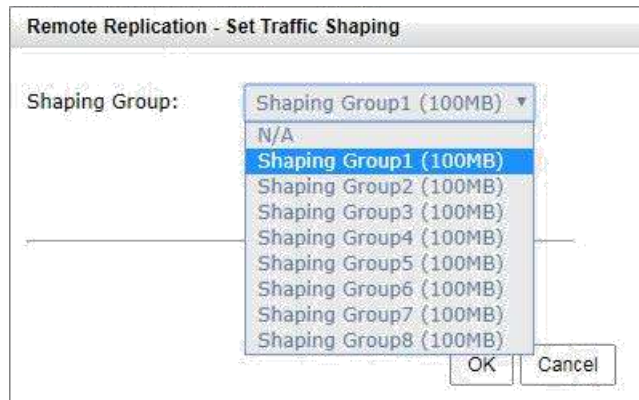 Remote Replication - Set Traffic Shaping
Shaping Group: Shaping Group1 (100MB)
N/A
Shaping Group1 (100MB)
Shaping Group2 (100MB)
Shaping Group3 (100MB)
Shaping Group4 (100MB)
Shaping Group5 (100MB)
Shaping Group6 (100MB)
Shaping Group7 (100MB)
Shaping Group8 (100MB)
OK Cancel